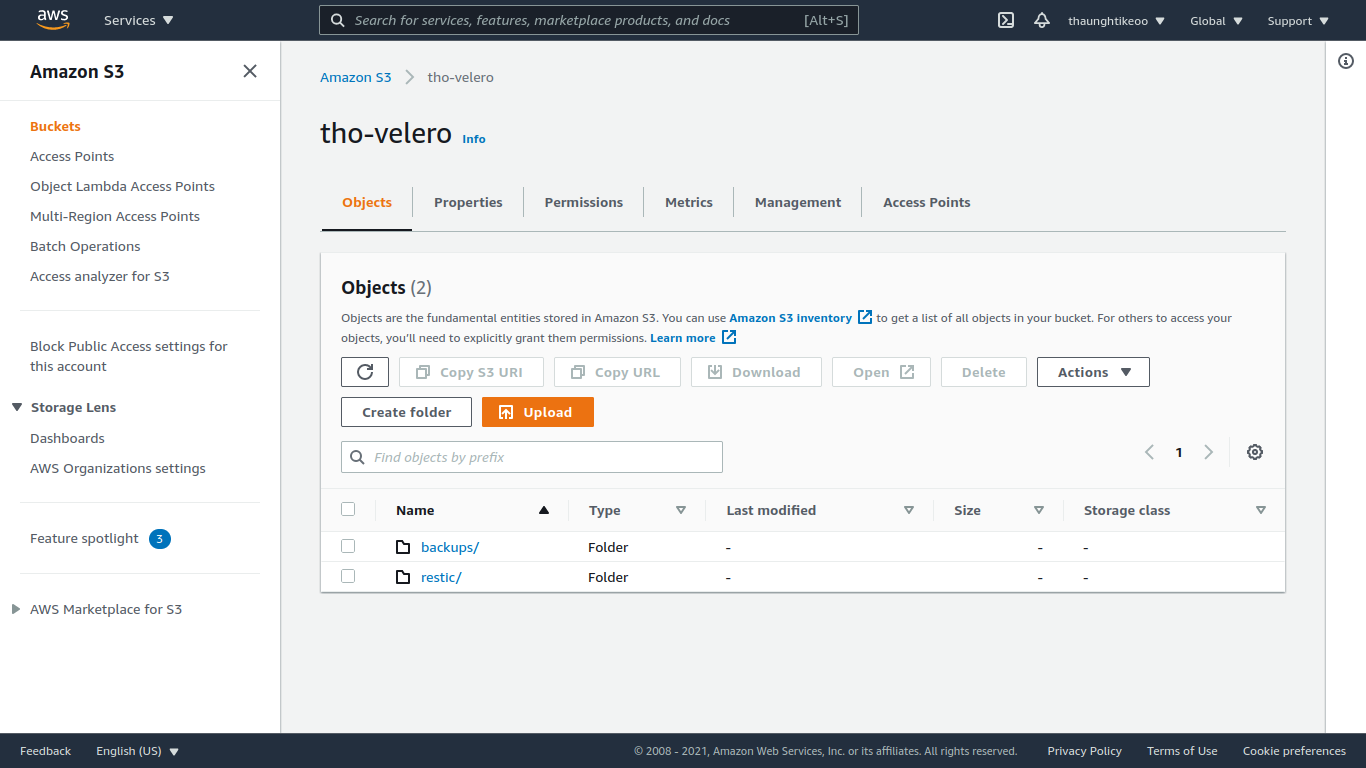 aws
Services
Search for services, features, marketplace products, and docs
[Alt+S]
thaunghtikeoo
Global
Support
Amazon S3
Buckets
Access Points
Object Lambda Access Points
Multi-Region Access Points
Batch Operations
Access analyzer for S3
Block Public Access settings for
this account
Storage Lens
Dashboards
AWS Organizations settings
Feature spotlight 3
AWS Marketplace for S3
Amazon S3 tho-velero
tho-velero Info
Objects Properties Permissions Metrics Management Access Points
Objects (2)
Objects are the fundamental entities stored in Amazon S3. You can use Amazon S3 inventory to get a list of all objects in your bucket. For others to access your
objects, you'll need to explicitly grant them permissions. Learn more
Copy S3 URI Copy URL Download Open Delete Actions
Create folder Upload
Find objects by prefix
1
Name Type Last modified Size Storage class
backups/ Folder - - -
restic/ Folder - - -
Feedback English (US) © 2008 - 2021, Amazon Web Services, Inc. or its affiliates. All rights reserved. Privacy Policy Terms of Use Cookie preferences